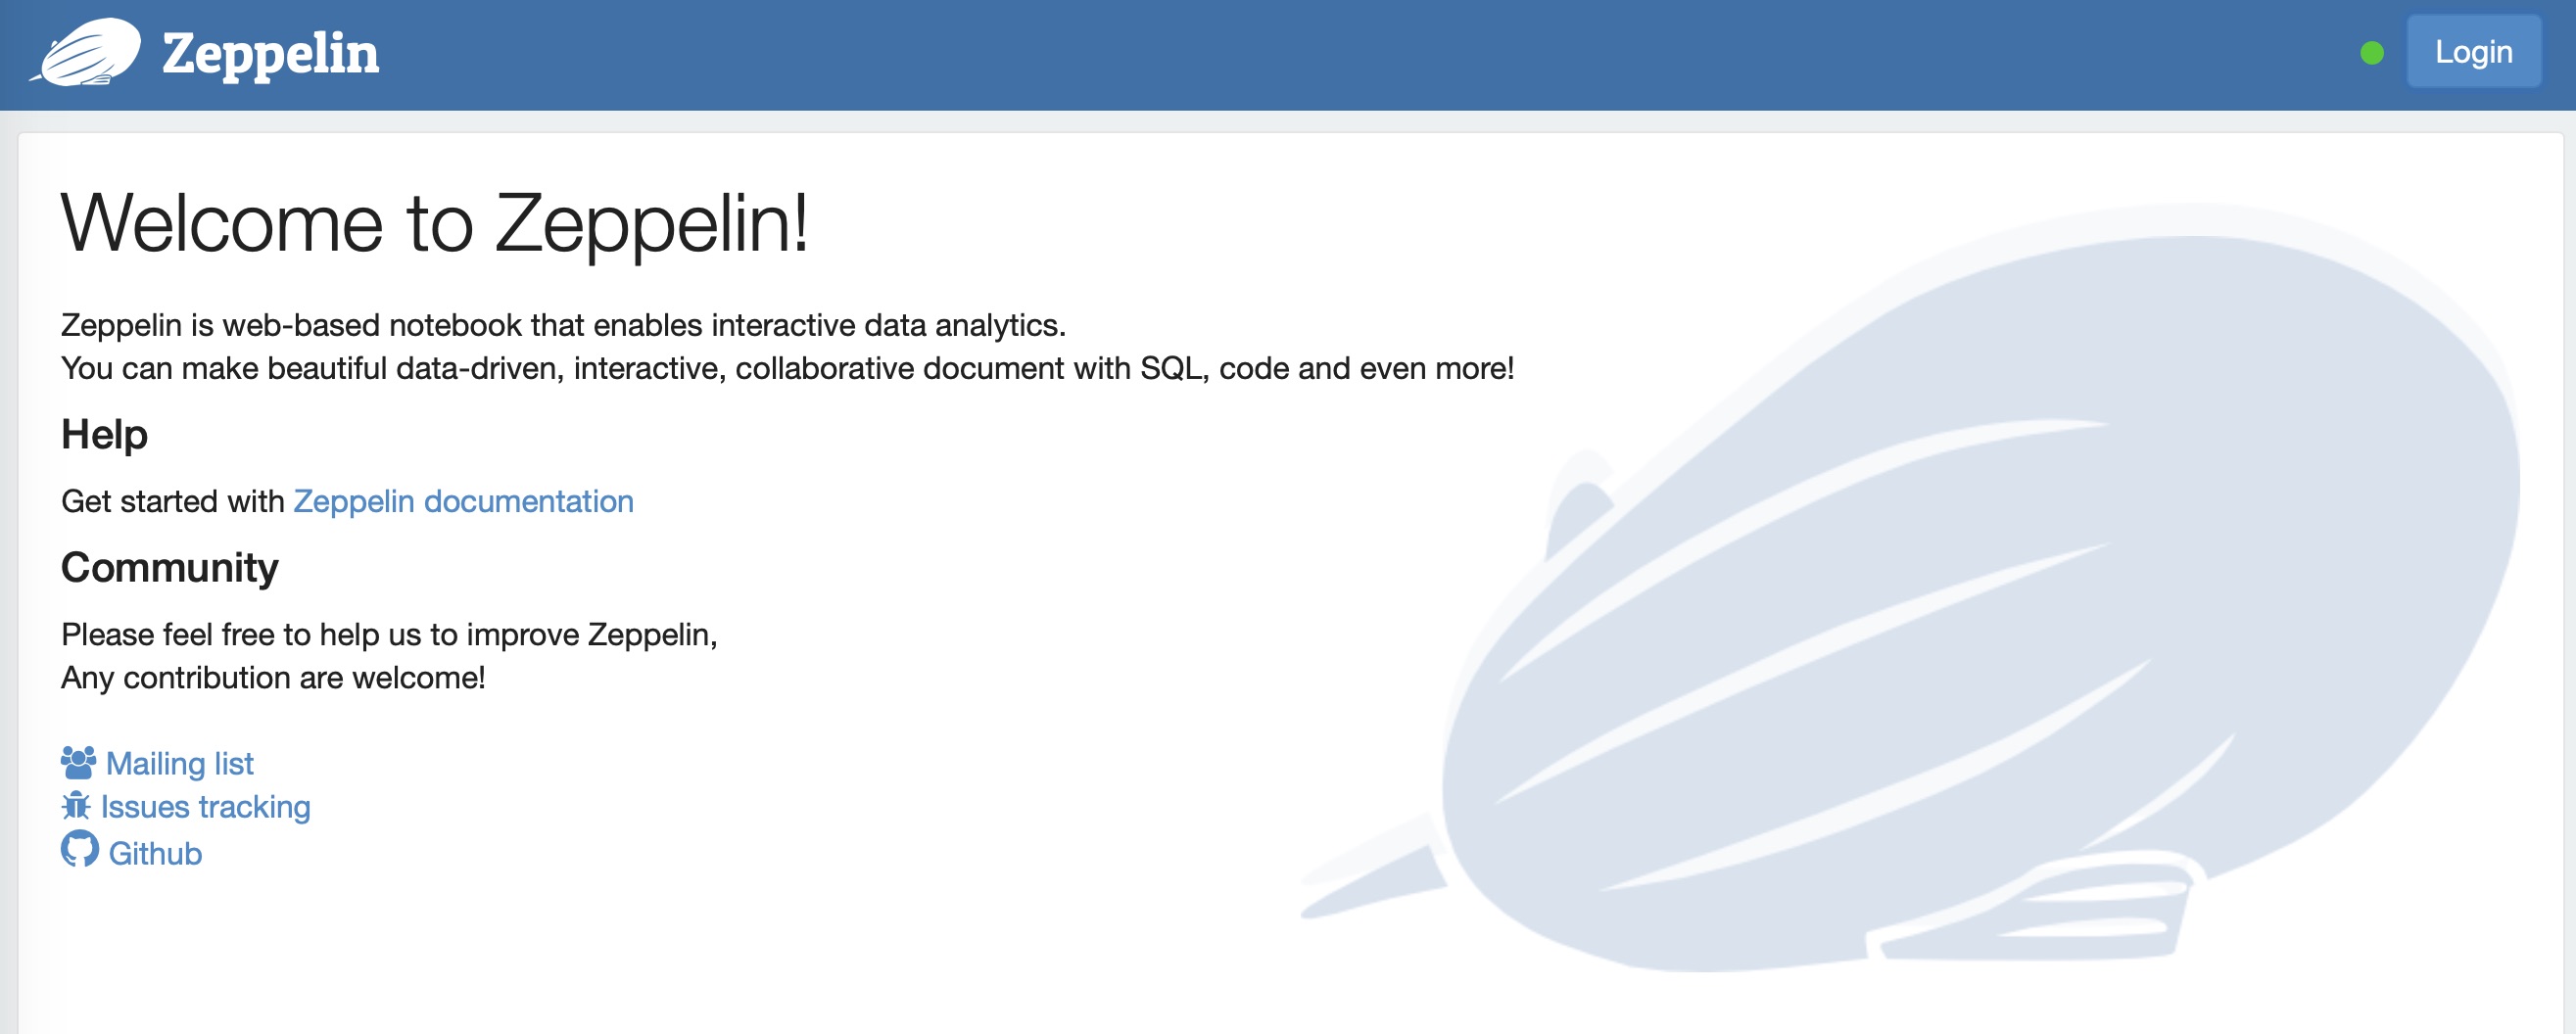 Zeppelin
Login
Welcome to Zeppelin!
Zeppelin is web-based notebook that enables interactive data analytics.
You can make beautiful data-driven, interactive, collaborative document with SQL, code and even more!
Help
Get started with Zeppelin documentation
Community
Please feel free to help us to improve Zeppelin,
Any contribution are welcome!
Mailing list
Issues tracking
Github